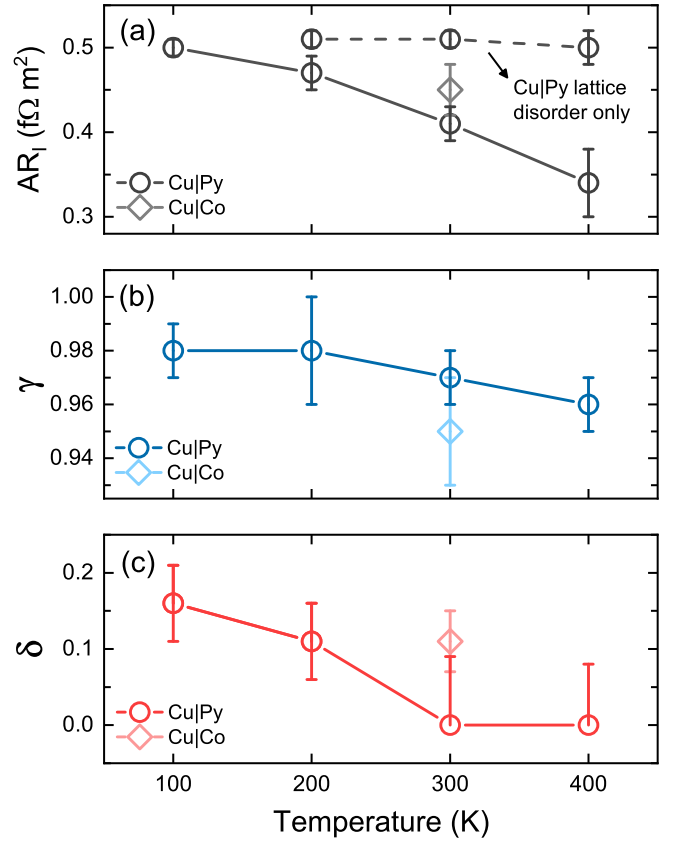 (a)
0.5
0.4
0.3
AR_I (fΩ m²)
Cu|Py lattice
disorder only
Cu|Py
Cu|Co
(b)
1.00
0.98
0.96
0.94
γ
Cu|Py
Cu|Co
(c)
0.2
0.1
0.0
δ
Cu|Py
Cu|Co
100 200 300 400
Temperature (K)